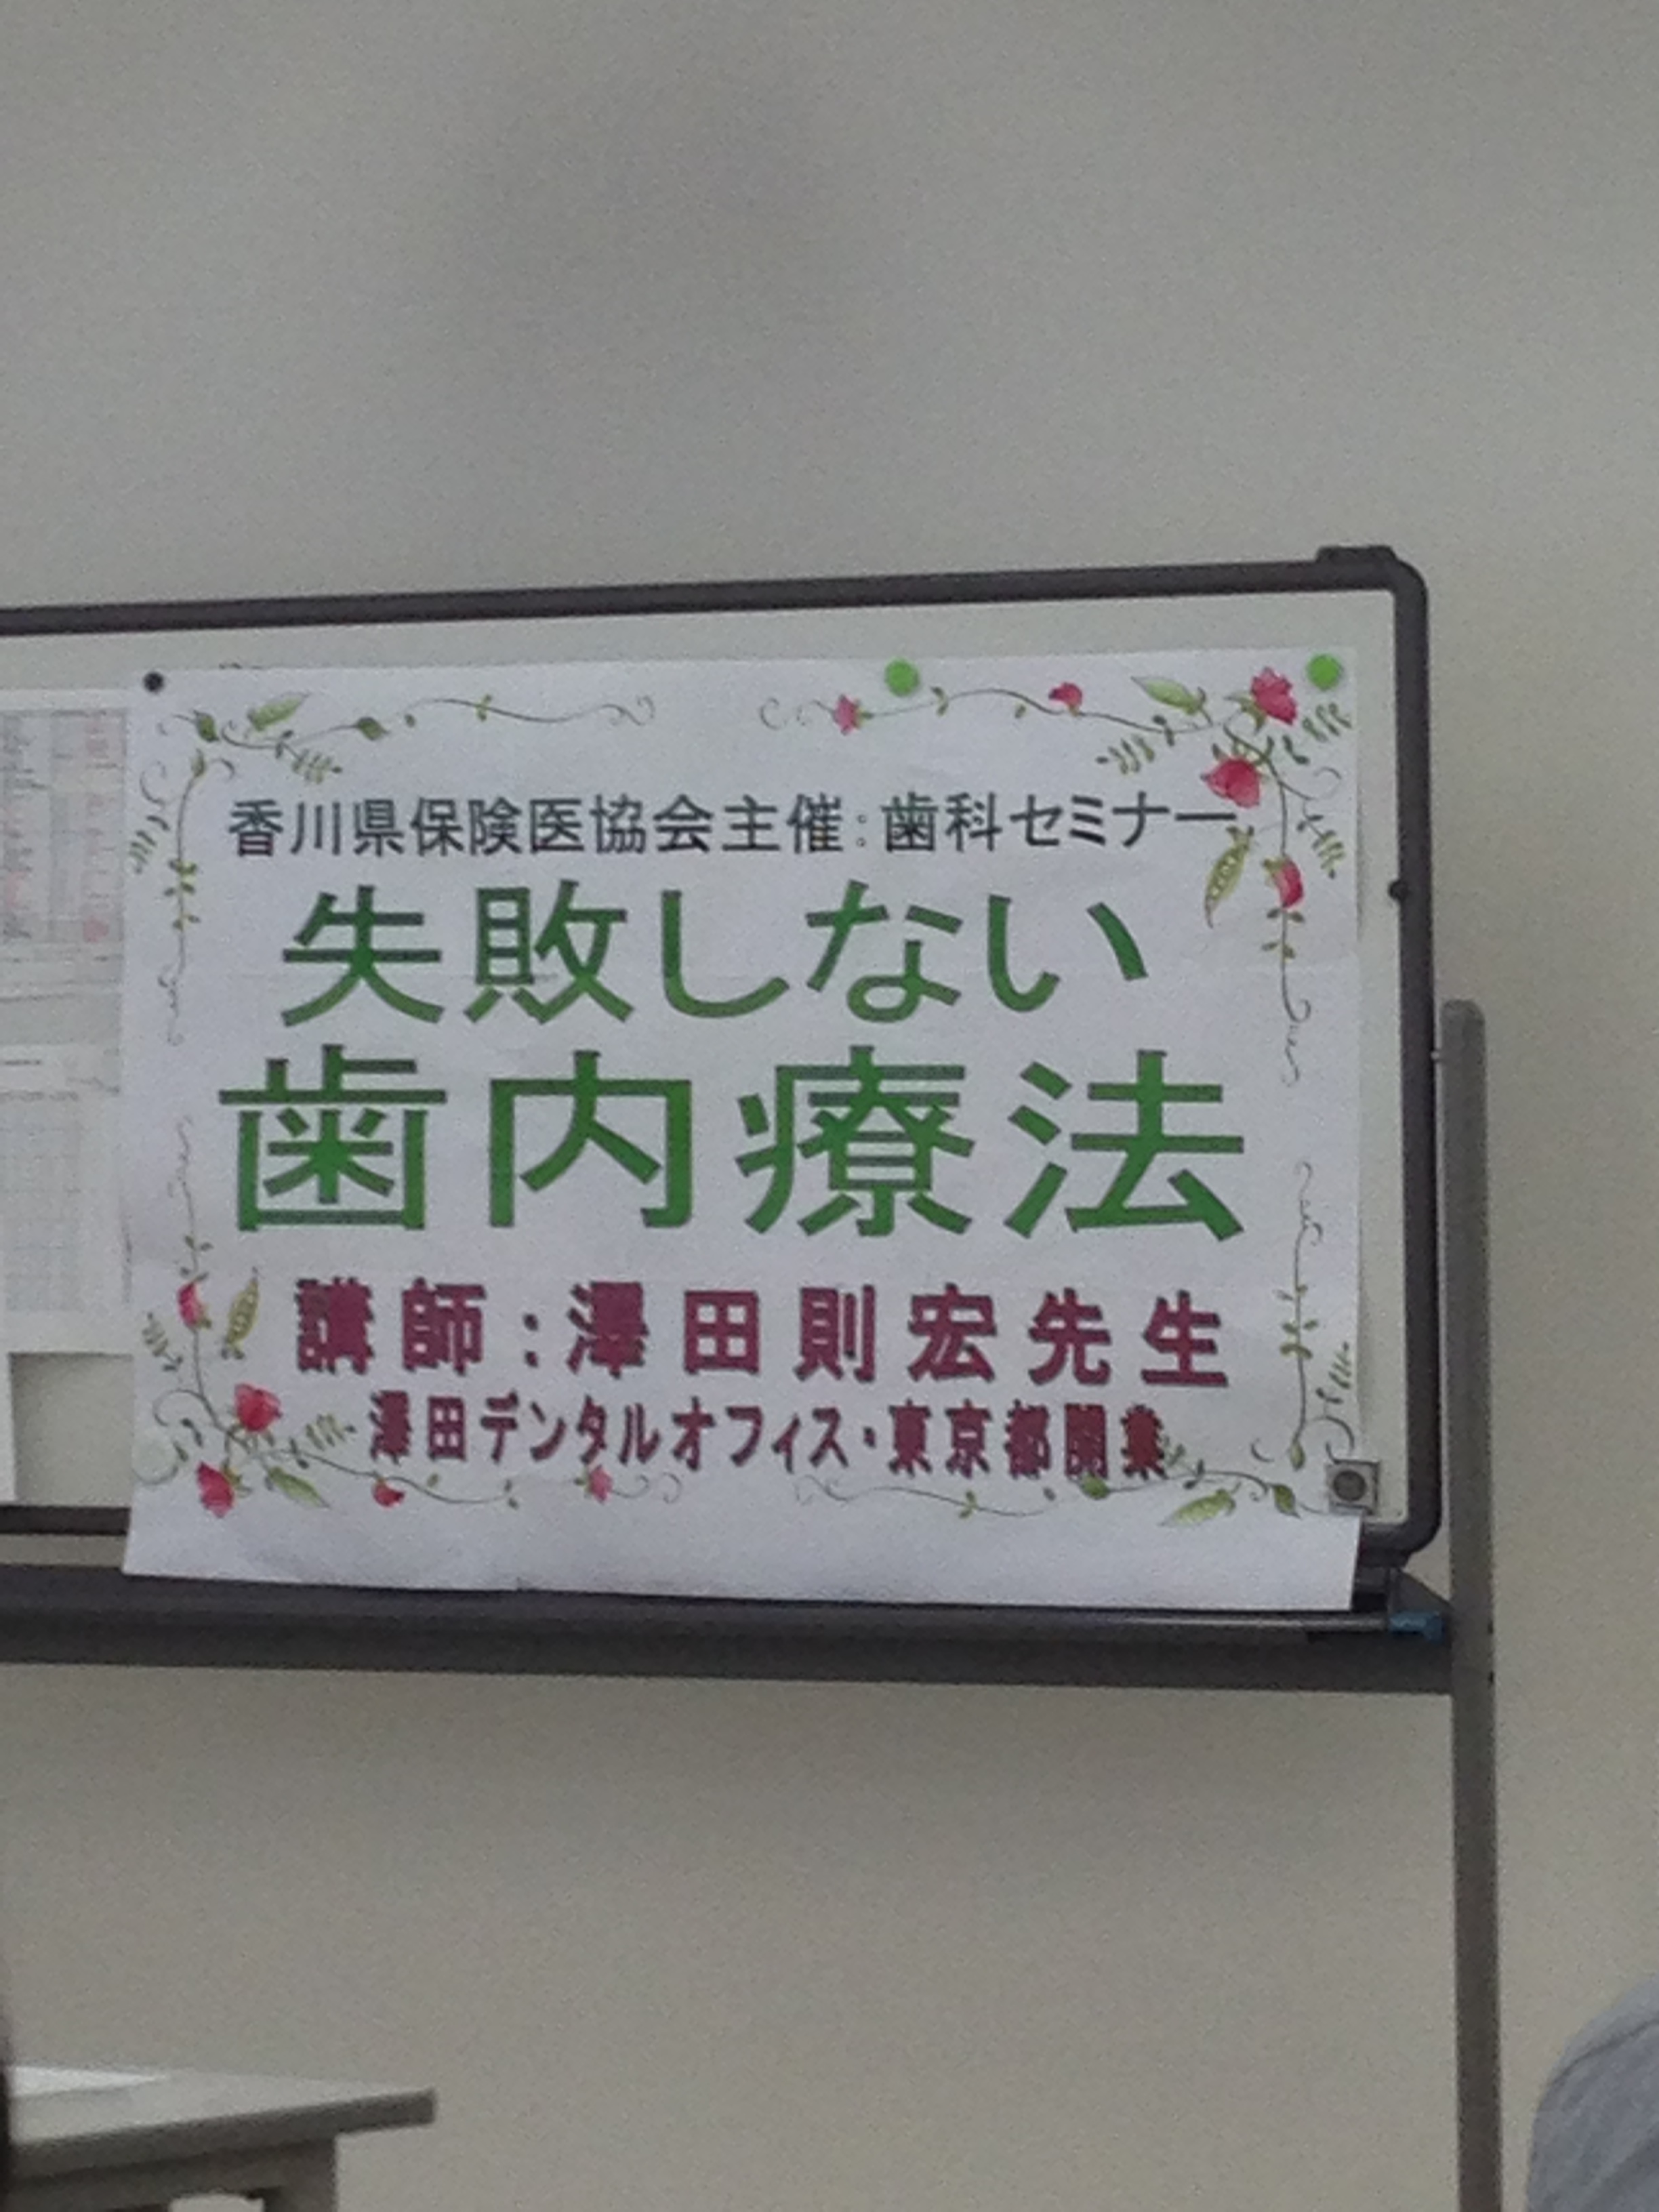 香川県保険医協会主催:歯科セミナー
失敗しない
歯内療法
講師:澤田則宏先生
澤田デンタルオフィス・東京都開業